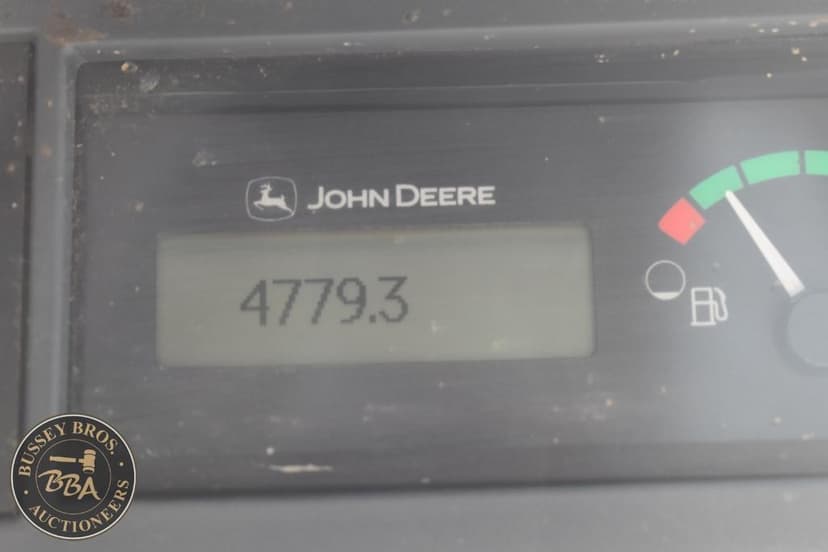 JOHN DEERE
4779.3
BUSSEY BROS.
BBA
AUCTIONEERS